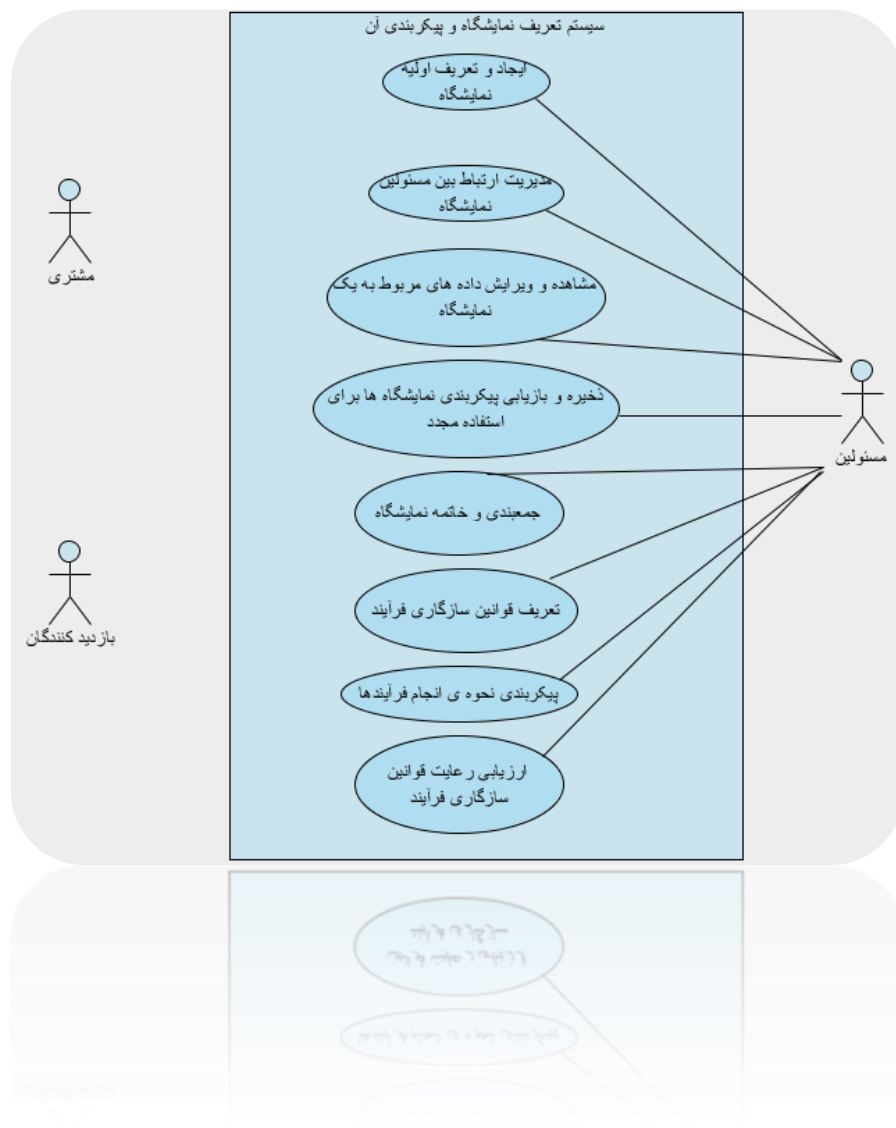 سیستم تعریف نمایشگاه و پیکربندی آن
ایجاد و تعریف اولیه
نمایشگاه
مدیریت ارتباط بین مسئولین
نمایشگاه
مشتری
مشاهده و ویرایش داده های مربوط به یک
نمایشگاه
ذخیره و بازیابی پیکربندی نمایشگاه ها برای
استفاده مجدد
مسئولین
جمعبندی و خاتمه نمایشگاه
تعریف قوانین سازگاری فرآیند
بازدید کنندگان
پیکربندی نحوه ی انجام فرآیندها
ارزیابی رعایت قوانین
سازگاری فرآیند